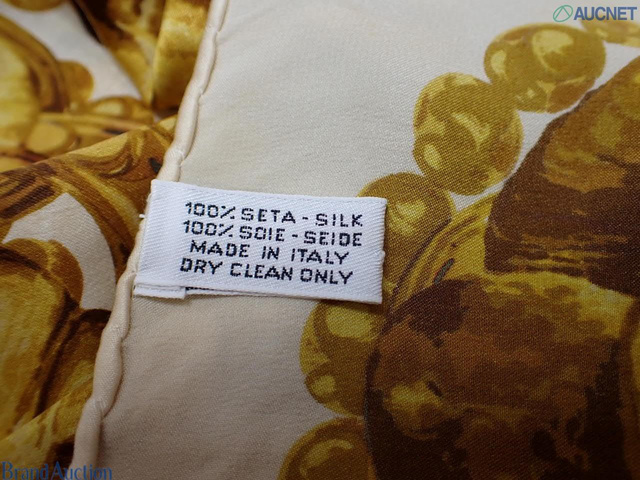 AUCNET
100% SETA - SILK
100% SOIE - SEIDE
MADE IN ITALY
DRY CLEAN ONLY
Brand Auction